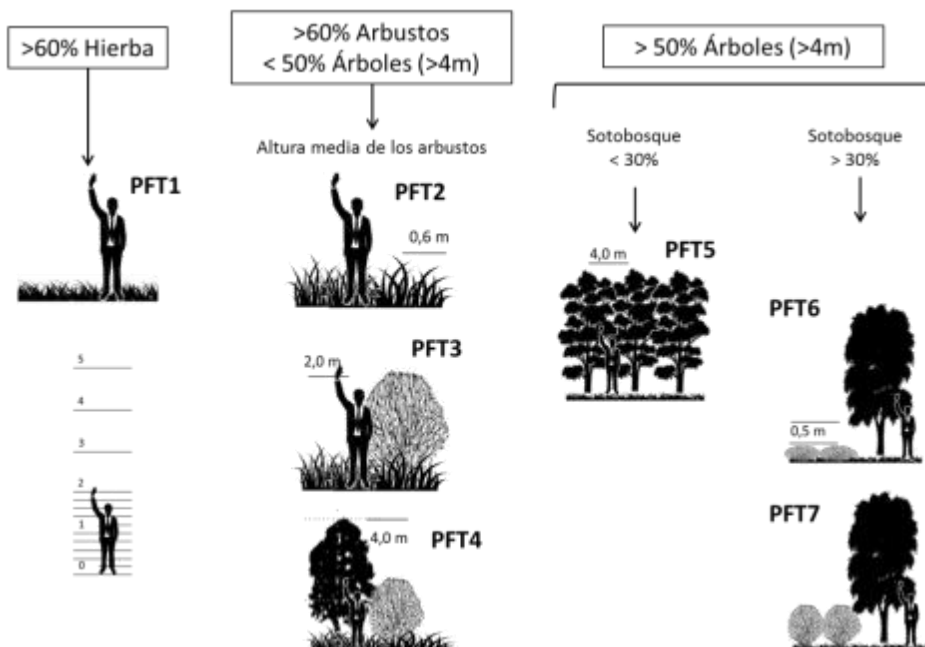 >60% Hierba
>60% Arbustos
< 50% Árboles (>4m)
> 50% Árboles (>4m)
Altura media de los arbustos
Sotobosque
< 30%
Sotobosque
> 30%
PFT1
PFT2
0,6 m
PFT3
2,0 m
PFT4
4,0 m
PFT5
4,0 m
PFT6
0,5 m
PFT7
5
4
3
2
1
0